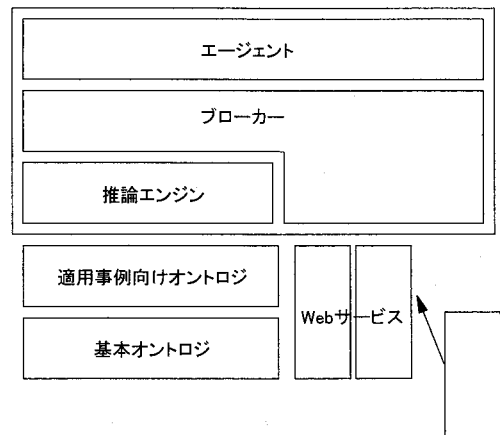 エージェント
ブローカー
推論エンジン
適用事例向けオントロジ
Webサービス
基本オントロジ